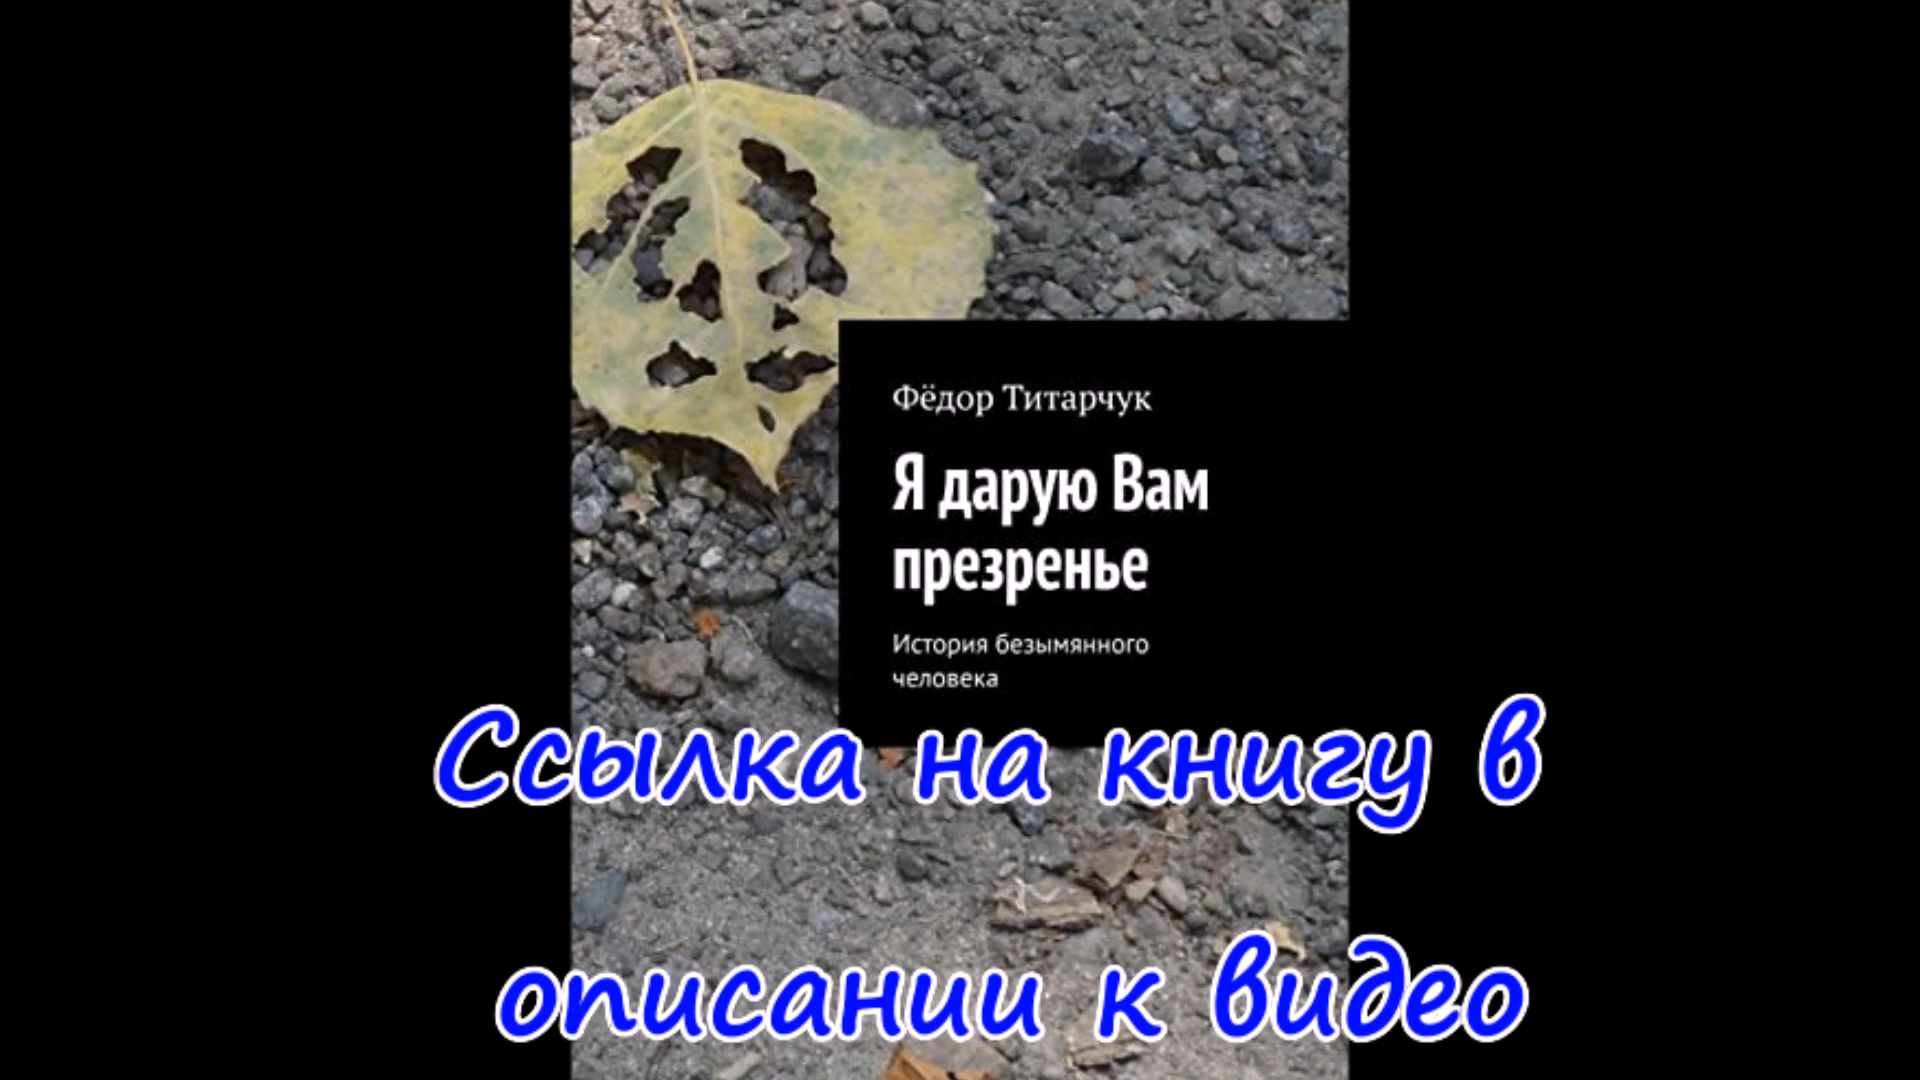 Фёдор Титарчук
Я дарую Вам
презренье
История безымянного
человека
Ссылка на книгу в
описании к видео